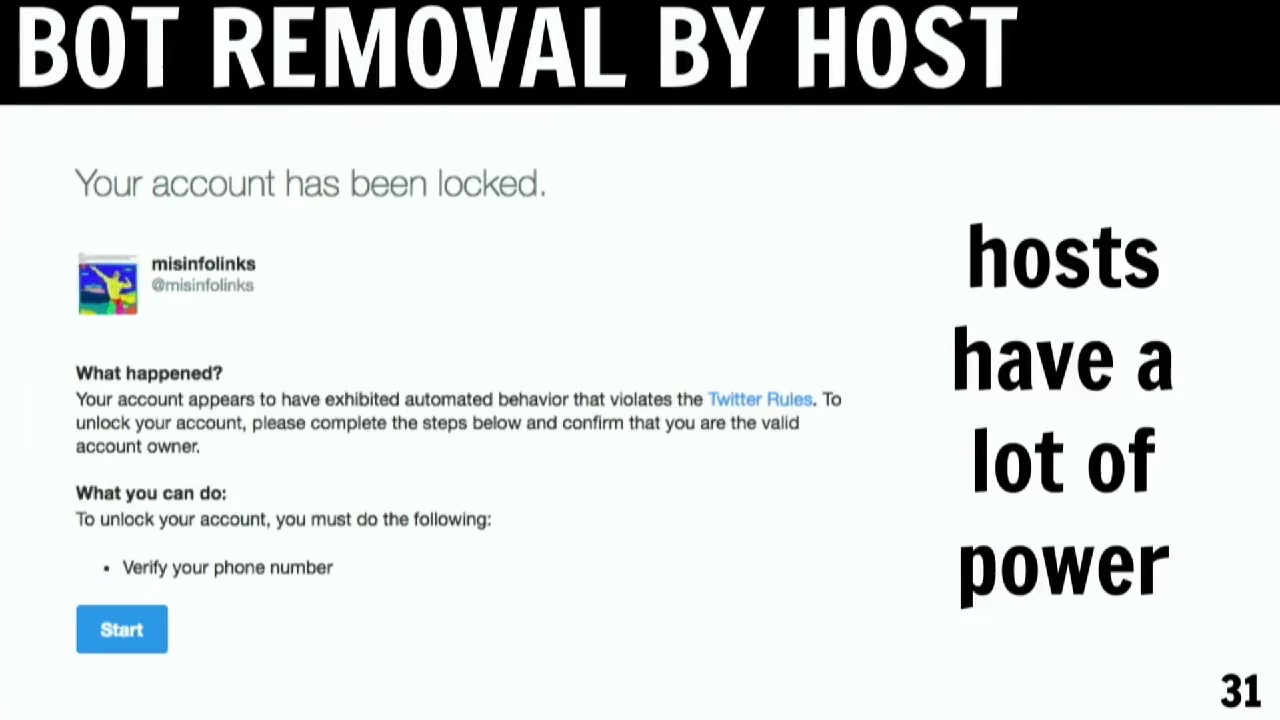 BOT REMOVAL BY HOST
Your account has been locked.
misinfolinks
@misinfolinks
What happened?
Your account appears to have exhibited automated behavior that violates the Twitter Rules. To
unlock your account, please complete the steps below and confirm that you are the valid
account owner.
What you can do:
To unlock your account, you must do the following:
• Verify your phone number
Start
hosts
have a
lot of
power
31